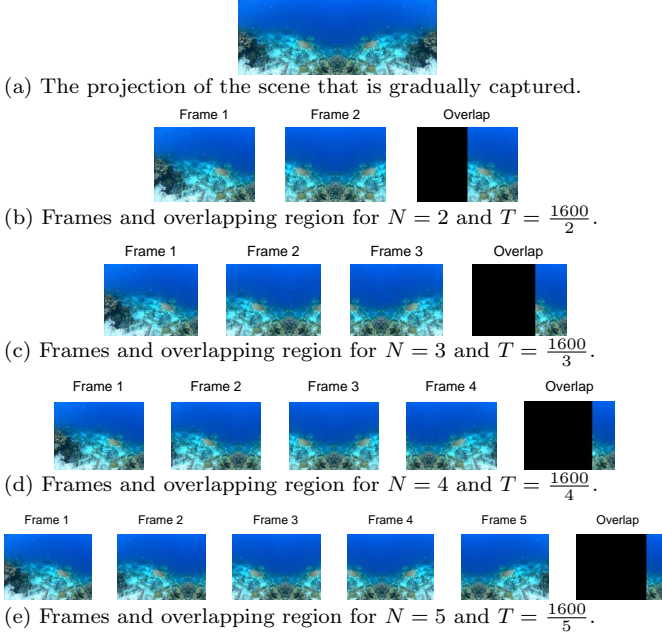 (a) The projection of the scene that is gradually captured.
Frame 1 Frame 2 Overlap
(b) Frames and overlapping region for N = 2 and T = 1600/2.
Frame 1 Frame 2 Frame 3 Overlap
(c) Frames and overlapping region for N = 3 and T = 1600/3.
Frame 1 Frame 2 Frame 3 Frame 4 Overlap
(d) Frames and overlapping region for N = 4 and T = 1600/4.
Frame 1 Frame 2 Frame 3 Frame 4 Frame 5 Overlap
(e) Frames and overlapping region for N = 5 and T = 1600/5.